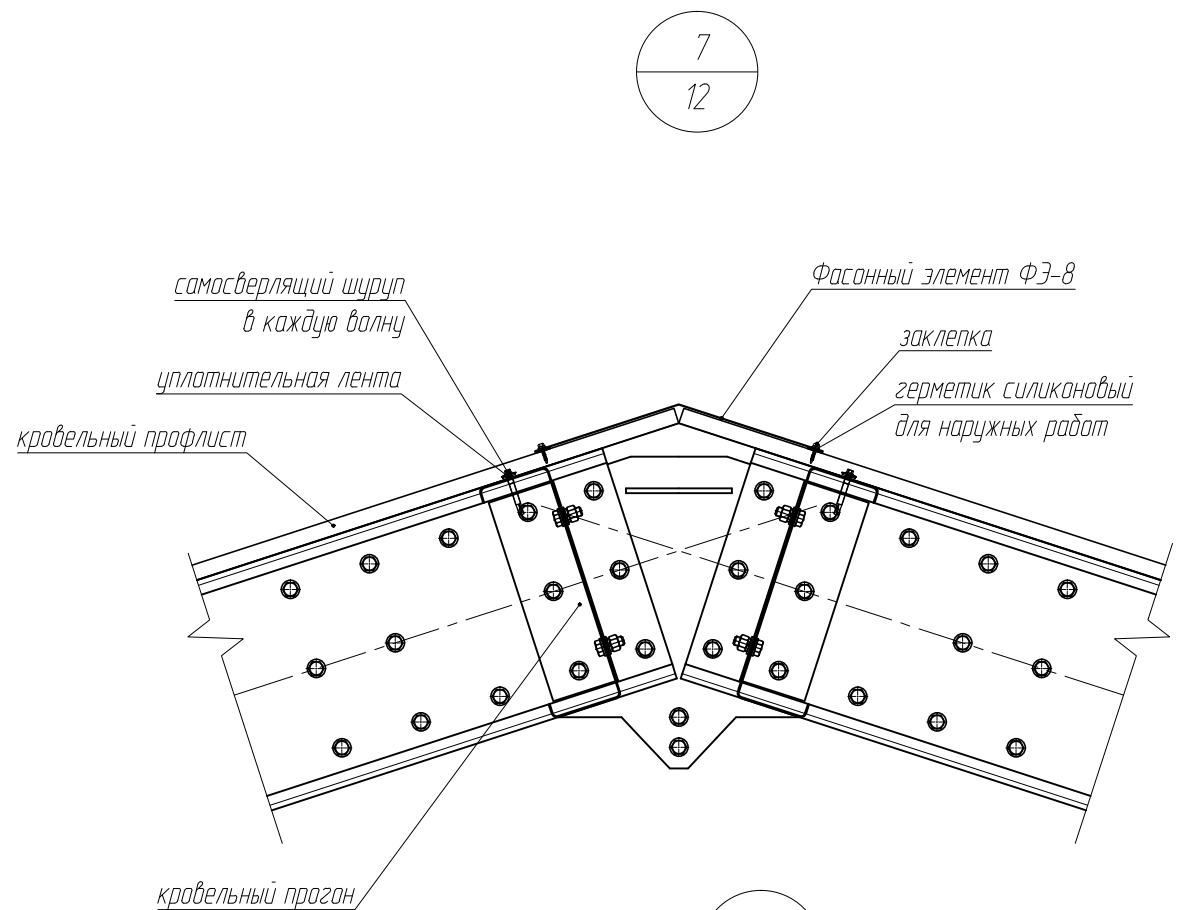 7
12
самосверлящий шуруп
в каждую волну
уплотнительная лента
кровельный профлист
Фасонный элемент ФЭ-8
заклепка
герметик силиконовый
для наружных работ
кровельный прогон